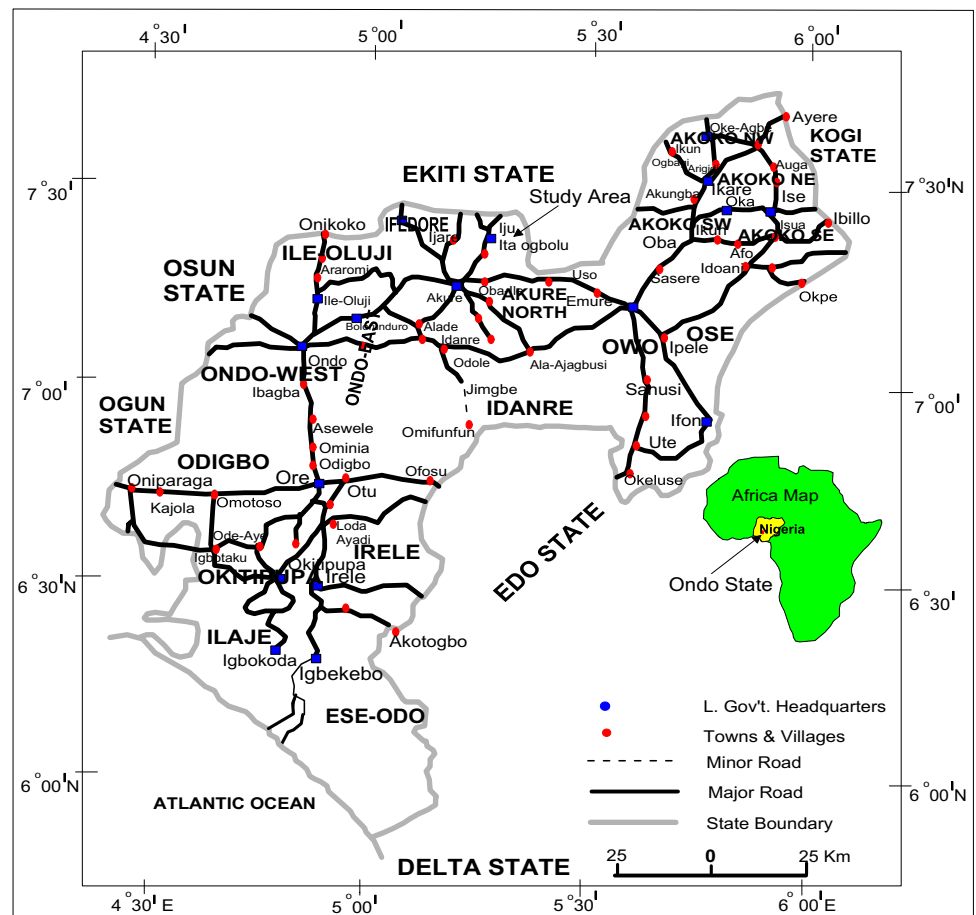 4 °30 I
5 °00 I
5 °30 I
6 °00 I
Ayere
Oke-Agbe
AKOKO NW
KOGI
STATE
Ikun
Ogbagi
Arigidi
Auga
AKOKO NE
EKITI STATE
7 °30 I
7 °30 I N
Study Area
Akungba
Ikare
Oka
Ise
IFEDORE
Iju
Ita ogbolu
Ijare
Onikoko
AKOKO SW
Ikun
Isua
Ibillo
AKOKO SE
Oba
Afo
ILE-OLUJI
Araromi
OSUN
STATE
Idoani
Sasere
Uso
Okpe
Obadle
Emure
AKURE
NORTH
Akure
Ile-Oluji
Bolorunduro
Alade
Idanre
OSE
OWO
Ipele
Ondo
ONDO-EAST
Odole
Ala-Ajagbusi
ONDO-WEST
Ibagba
Jimgbe
Sanusi
7 °00 I
7 °00 I N
OGUN
STATE
IDANRE
Ifon
Asewele
Omifunfun
Ominia
Ute
Odigbo
ODIGBO
Ore
Ofosu
Okeluse
Oniparaga
Kajola
Omotoso
Otu
Africa Map
Nigeria
Ondo State
Loda
Ayadi
Ode-Aye
Igbotaku
IRELE
Okitipupa
OKITIPUPA
Irele
EDO STATE
6 °30 I N
6 °30 I
ILAJE
Akotogbo
Igbokoda
Igbekebo
ESE-ODO
L. Gov't. Headquarters
Towns & Villages
Minor Road
Major Road
State Boundary
6 °00 I N
6 °00 I N
ATLANTIC OCEAN
25
0
25 Km
DELTA STATE
4 °30 I E
5 °00 I
5 °30 I
6 °00 I E